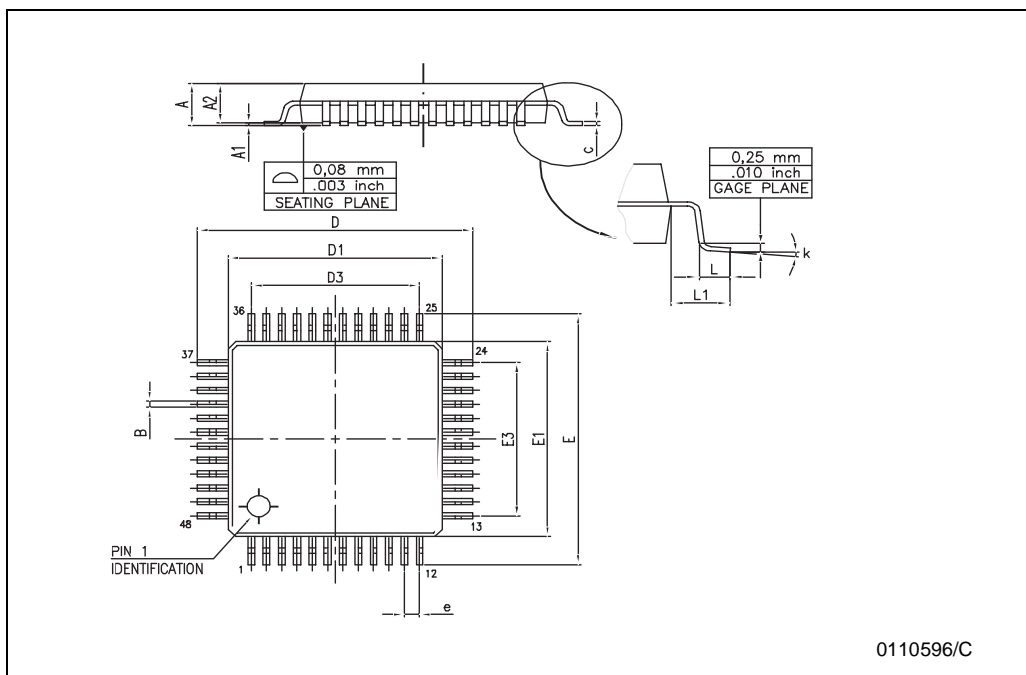 A
A2
A1
C
0,08 mm
.003 inch
SEATING PLANE
0,25 mm
.010 inch
GAGE PLANE
k
L
L1
D
D1
D3
36
25
37
24
B
E3
E1
E
48
13
PIN 1
IDENTIFICATION
1
12
e
0110596/C